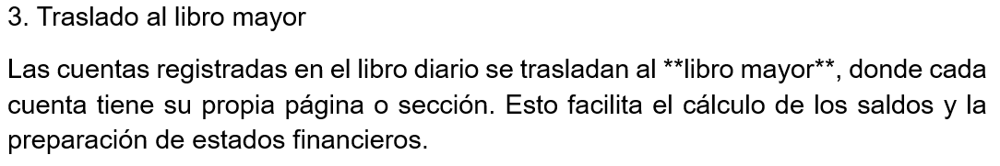 3. Traslado al libro mayor
Las cuentas registradas en el libro diario se trasladan al **libro mayor**, donde cada
cuenta tiene su propia página o sección. Esto facilita el cálculo de los saldos y la
preparación de estados financieros.